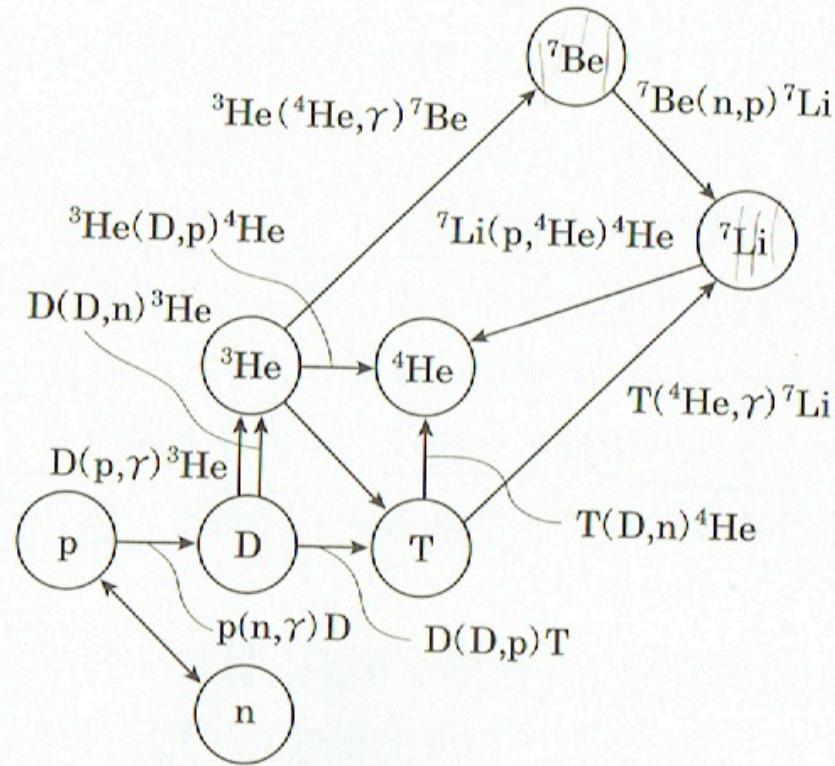 ⁷Be
³He(⁴He,γ)⁷Be
⁷Be(n,p)⁷Li
³He(D,p)⁴He
⁷Li(p,⁴He)⁴He
⁷Li
D(D,n)³He
³He
⁴He
T(⁴He,γ)⁷Li
D(p,γ)³He
T(D,n)⁴He
p
D
T
p(n,γ)D
D(D,p)T
n